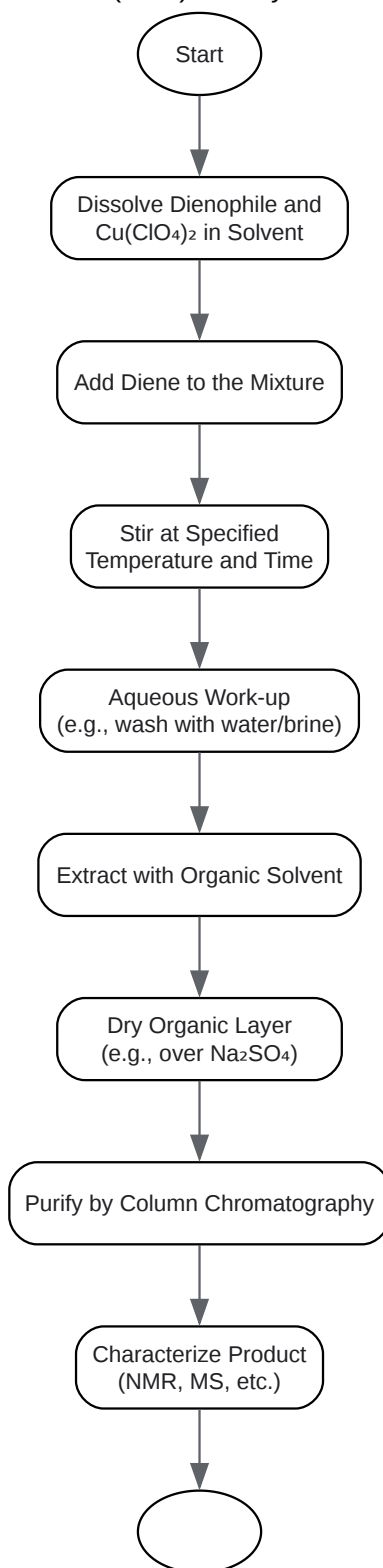 Start
Dissolve Dienophile and
Cu(ClO₄)₂ in Solvent
Add Diene to the Mixture
Stir at Specified
Temperature and Time
Aqueous Work-up
(e.g., wash with water/brine)
Extract with Organic Solvent
Dry Organic Layer
(e.g., over Na₂SO₄)
Purify by Column Chromatography
Characterize Product
(NMR, MS, etc.)